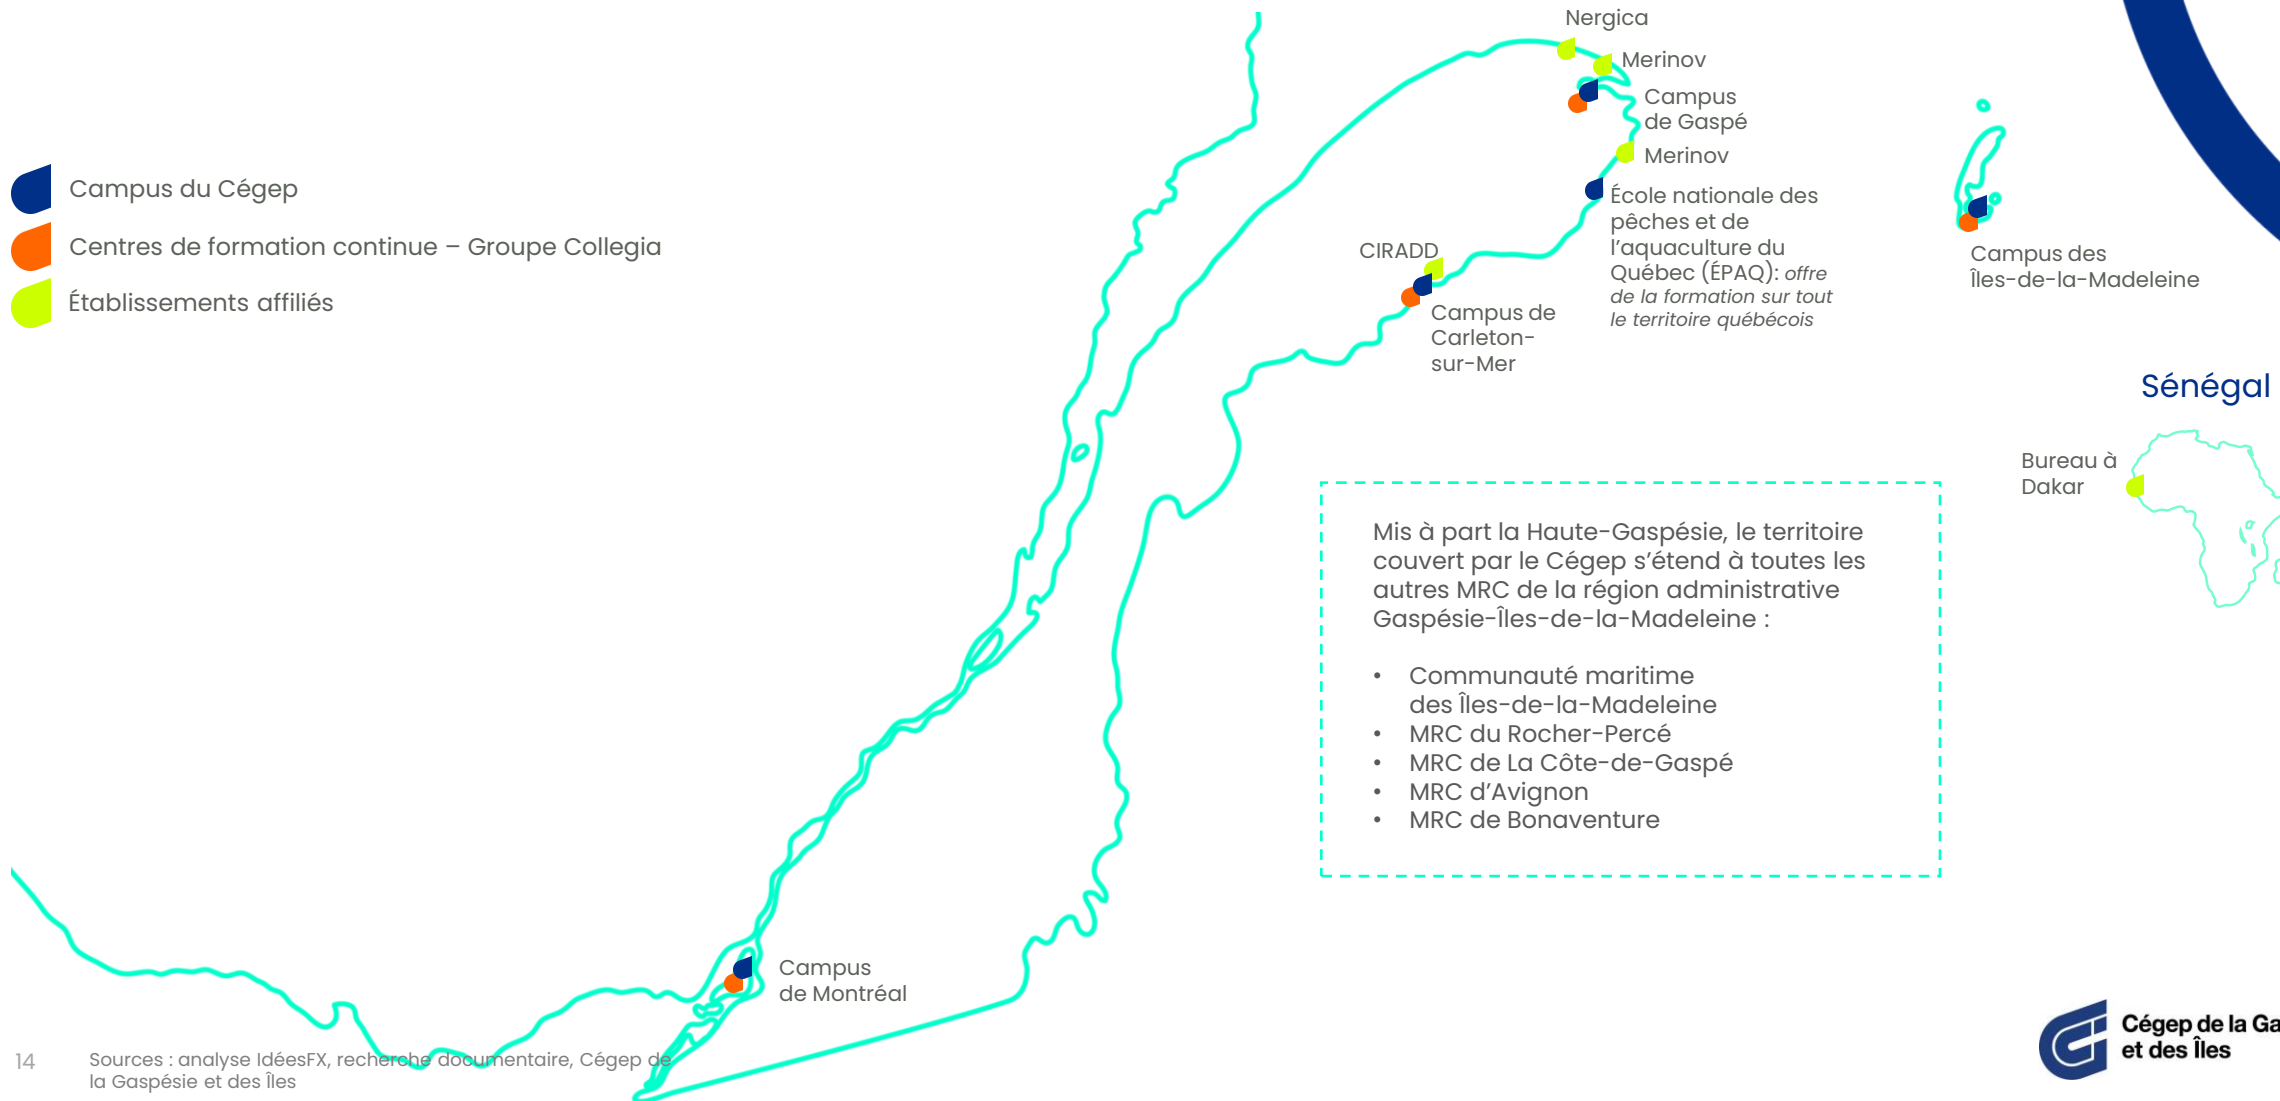 Campus du Cégep
Centres de formation continue – Groupe Collegia
Établissements affiliés
Nergica
Merinov
Campus
de Gaspé
Merinov
École nationale des
pêches et de
l’aquaculture du
Québec (ÉPAQ): offre
de la formation sur tout
le territoire québécois
CIRADD
Campus de
Carleton-
sur-Mer
Campus des
Îles-de-la-Madeleine
Sénégal
Bureau à
Dakar
Mis à part la Haute-Gaspésie, le territoire
couvert par le Cégep s’étend à toutes les
autres MRC de la région administrative
Gaspésie-Îles-de-la-Madeleine :
• Communauté maritime
des Îles-de-la-Madeleine
• MRC du Rocher-Percé
• MRC de La Côte-de-Gaspé
• MRC d’Avignon
• MRC de Bonaventure
Campus
de Montréal
14
Sources : analyse IdéesFX, recherche documentaire, Cégep de
la Gaspésie et des Îles
Cégep de la Ga
et des Îles